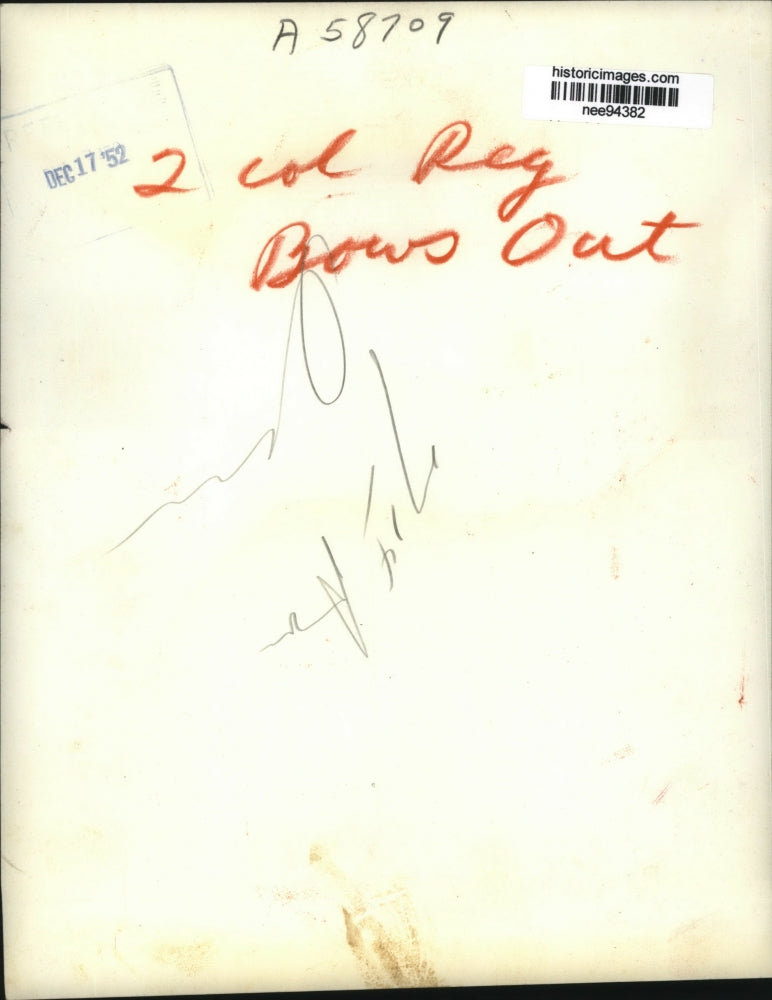 A 58709
historicimages.com
nee94382
DEC 17 '52
2 col Reg
Bows Out